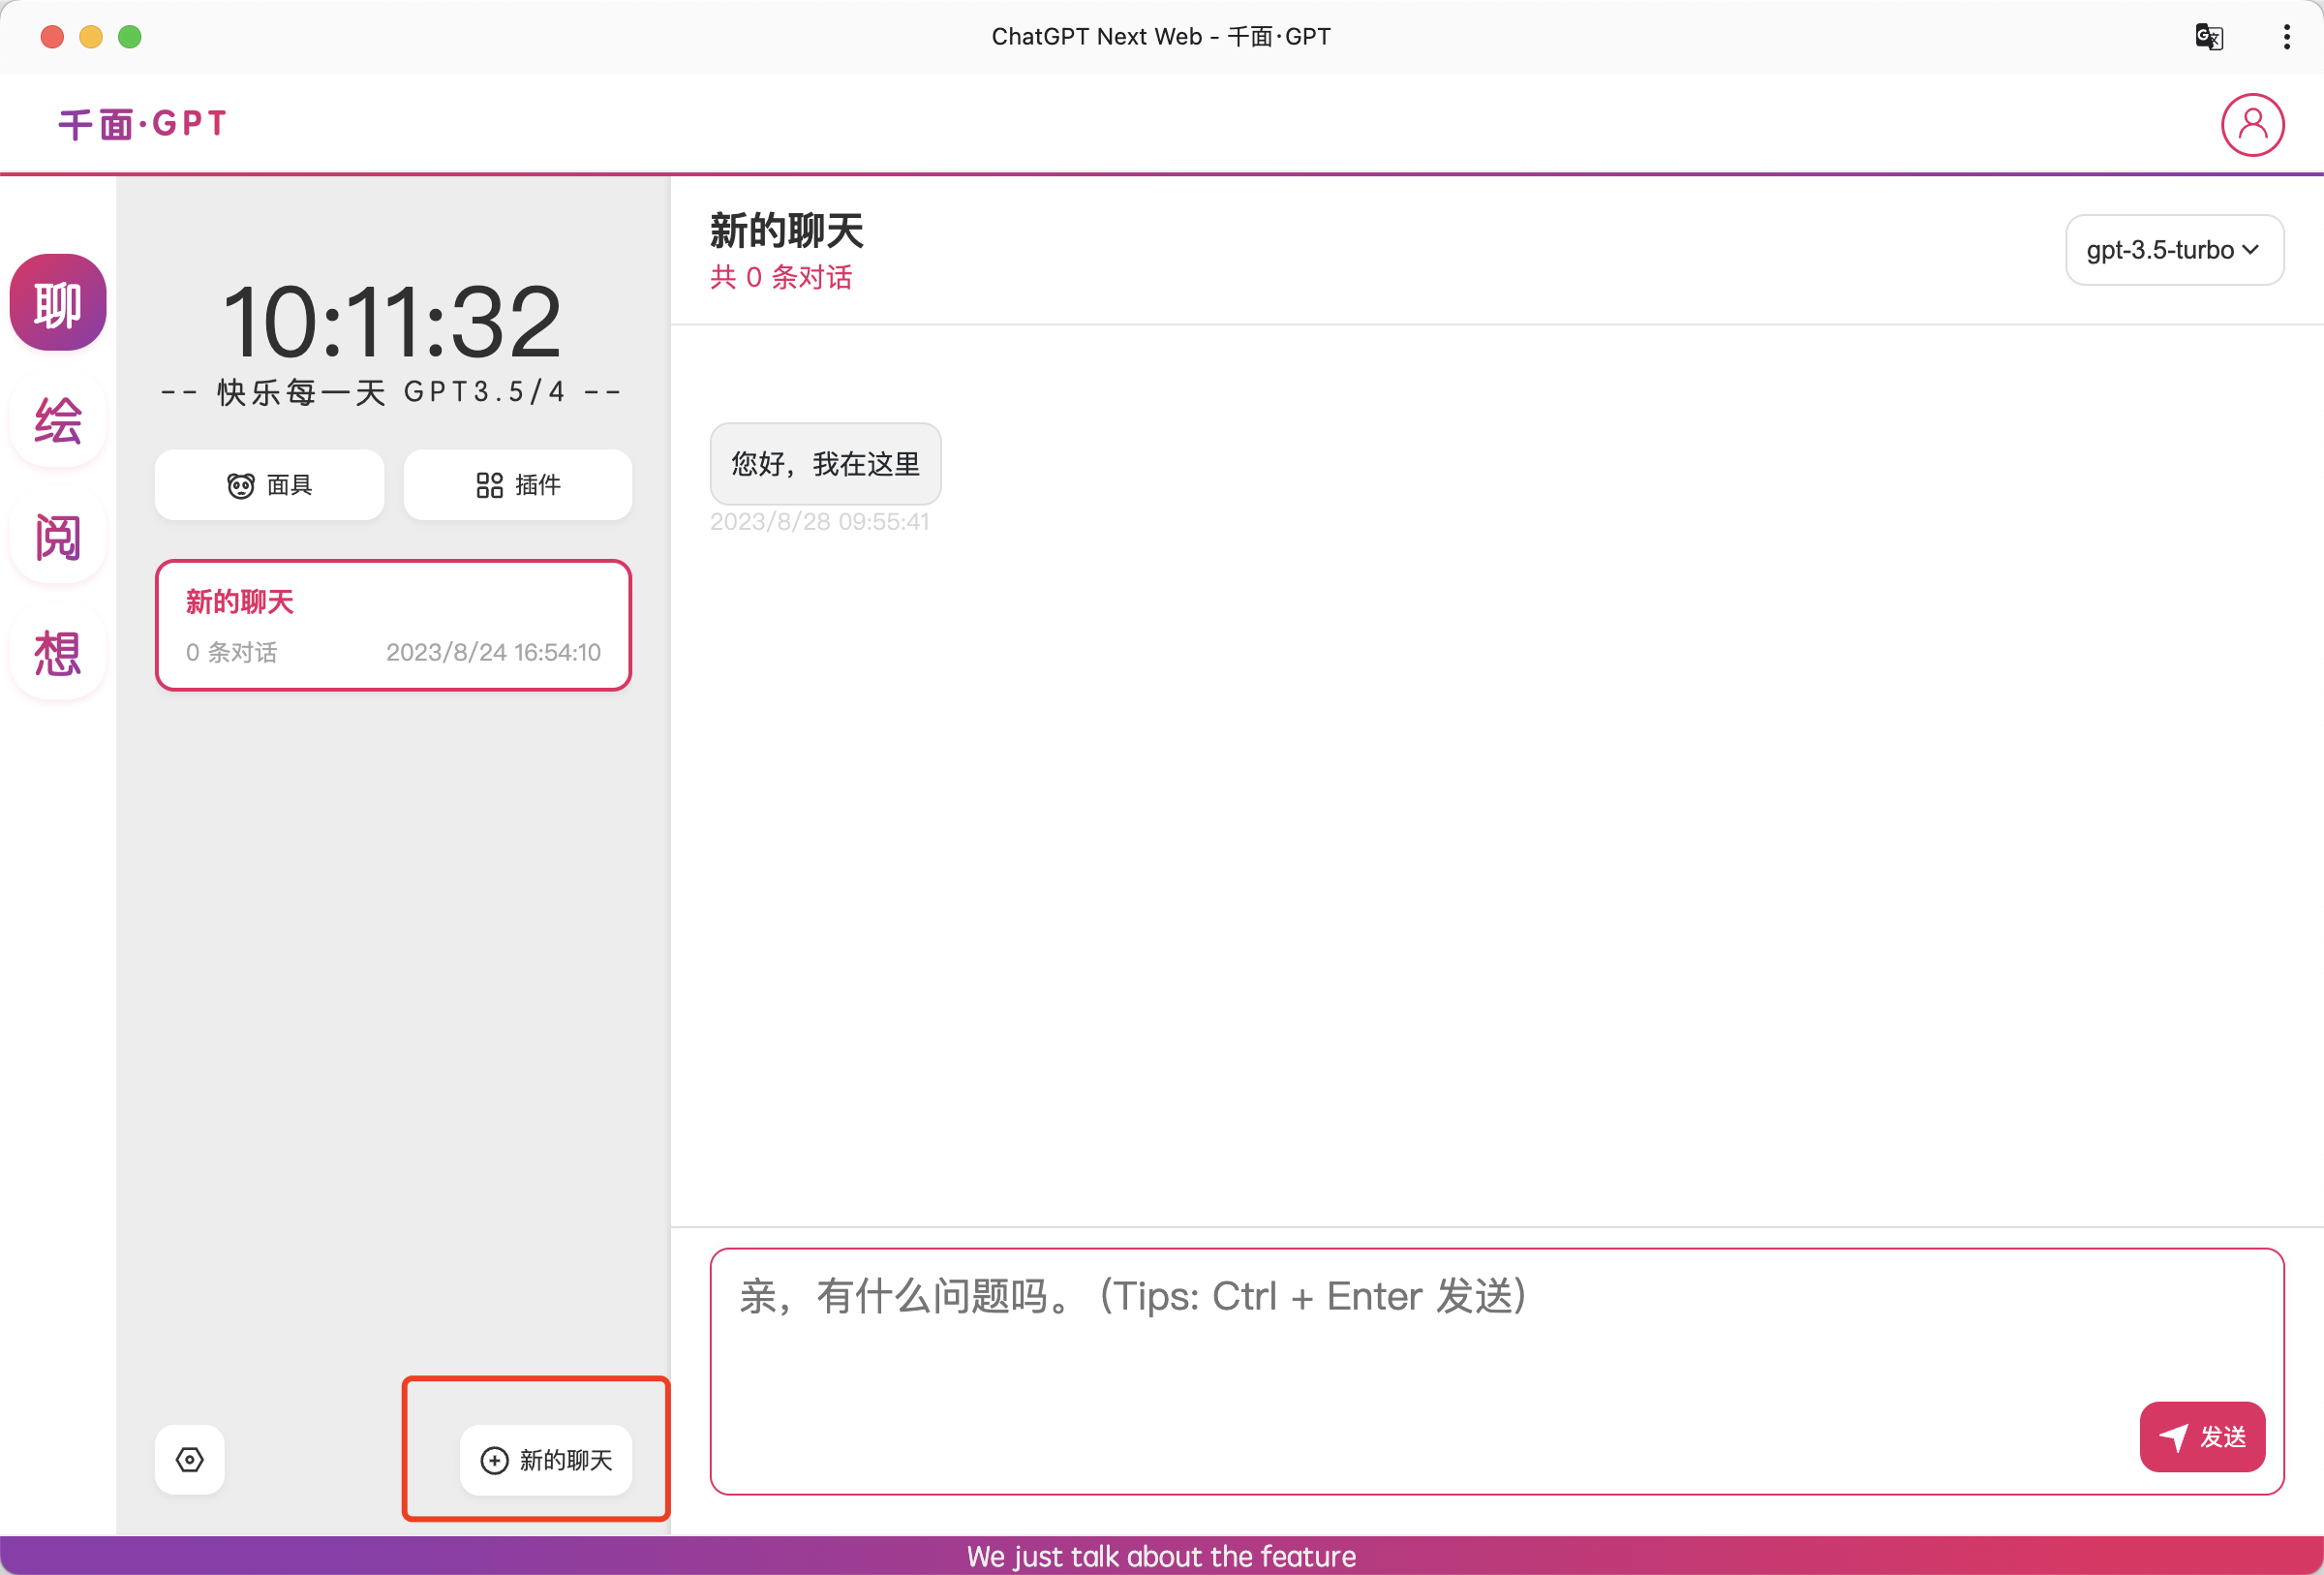 ChatGPT Next Web - 千面·GPT
千面·GPT
聊
绘
阅
想
10:11:32
-- 快乐每一天 GPT3.5/4 --
面具
插件
新的聊天
0 条对话 2023/8/24 16:54:10
新的聊天
新的聊天
共 0 条对话
gpt-3.5-turbo
您好，我在这里
2023/8/28 09:55:41
亲，有什么问题吗。（Tips: Ctrl + Enter 发送）
发送
We just talk about the feature